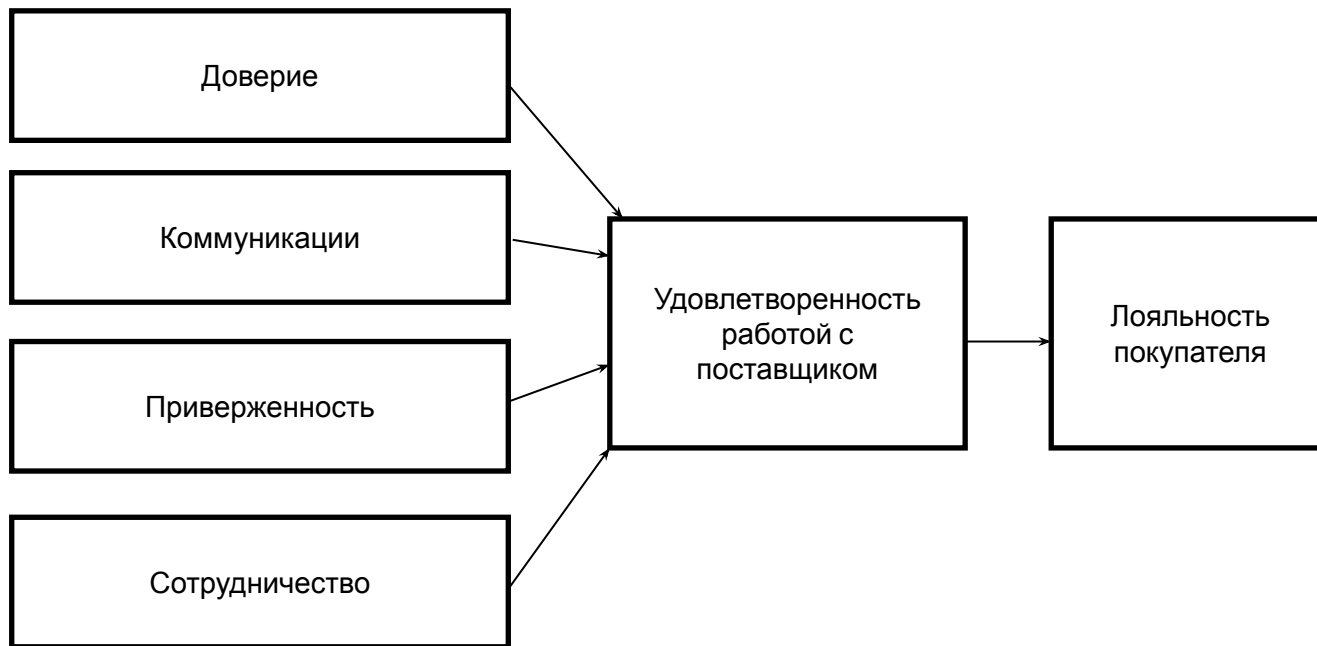 Доверие
Коммуникации
Приверженность
Сотрудничество
Удовлетворенность
работой с
поставщиком
Лояльность
покупателя